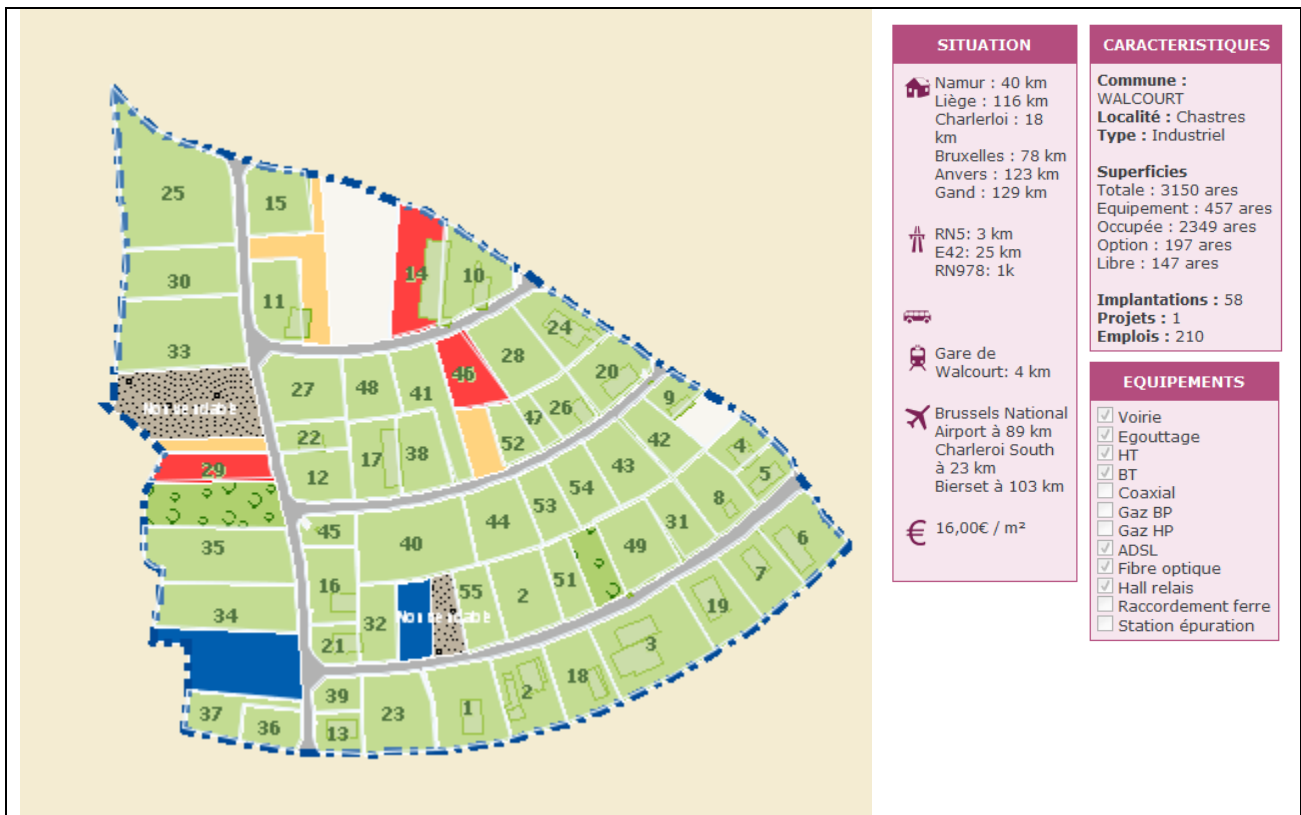 25
15
30
14
10
11
33
24
28
20
46
27
48
41
9
47
26
Non vendable
22
52
42
17
38
4
29
12
43
5
54
8
53
45
44
31
35
40
49
6
51
7
16
55
2
34
32
Non vendable
19
21
3
18
39
2
37
23
1
36
13
SITUATION
Namur : 40 km
Liège : 116 km
Charlerloi : 18
km
Bruxelles : 78 km
Anvers : 123 km
Gand : 129 km
RN5: 3 km
E42: 25 km
RN978: 1k
Gare de
Walcourt: 4 km
Brussels National
Airport à 89 km
Charleroi South
à 23 km
Bierset à 103 km
€ 16,00€ / m²
CARACTERISTIQUES
Commune :
WALCOURT
Localité : Chastres
Type : Industriel
Superficies
Totale : 3150 ares
Equipement : 457 ares
Occupée : 2349 ares
Option : 197 ares
Libre : 147 ares
Implantations : 58
Projets : 1
Emplois : 210
EQUIPEMENTS
Voirie
Egouttage
HT
BT
Coaxial
Gaz BP
Gaz HP
ADSL
Fibre optique
Hall relais
Raccordement ferre
Station épuration